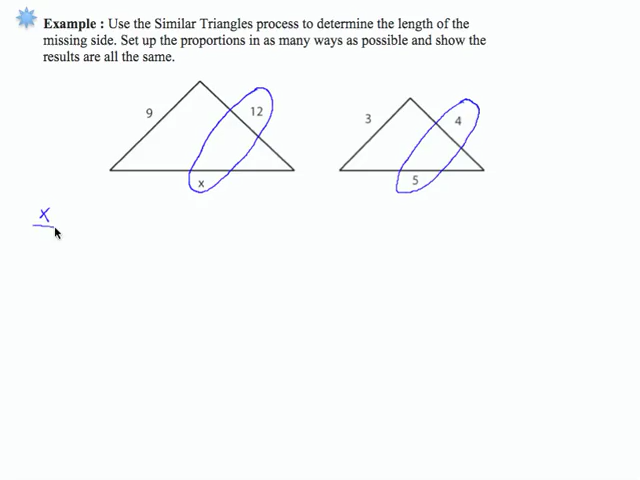 Example : Use the Similar Triangles process to determine the length of the
missing side. Set up the proportions in as many ways as possible and show the
results are all the same.
9
12
x
3
4
5
x